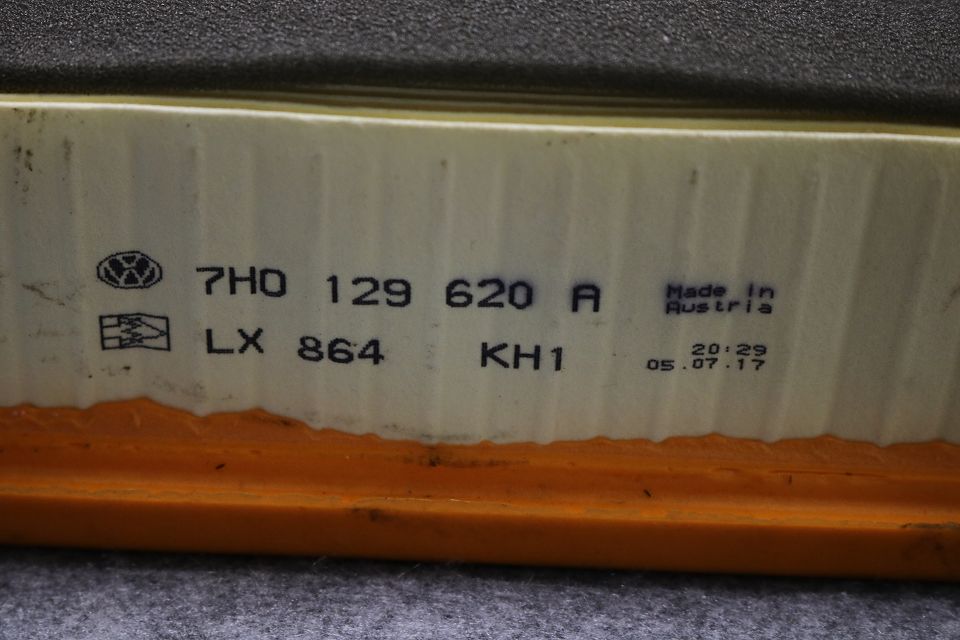 7H0 129 620 A
Made in
Austria
LX 864 KH1
20:29
05.07.17